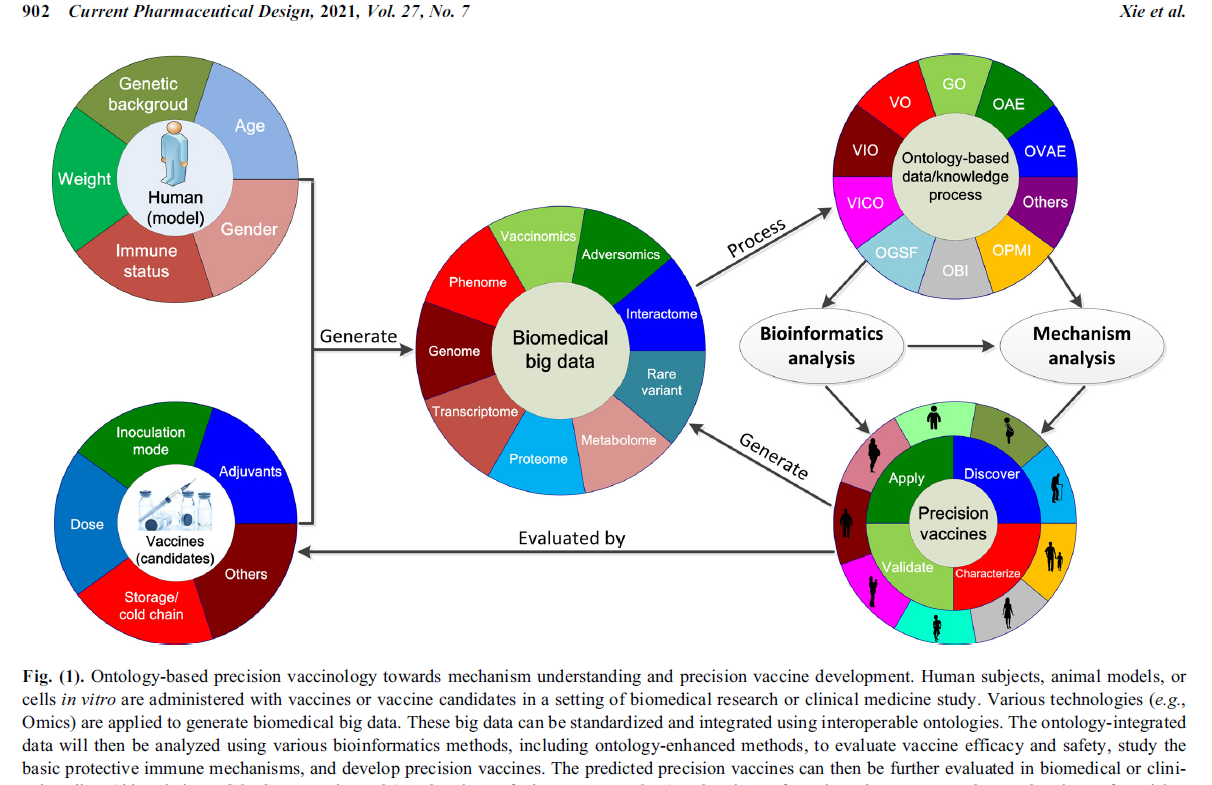 902 Current Pharmaceutical Design, 2021, Vol. 27, No. 7
Xie et al.
Genetic
backgroud
Age
Weight
Human
(model)
Gender
Immune
status
Inoculation
mode
Adjuvants
Dose
Vaccines
(candidates)
Others
Storage/
cold chain
Generate
Vaccinomics
Adversomics
Phenome
Interactome
Genome
Biomedical
big data
Rare
variant
Transcriptome
Metabolome
Proteome
Process
GO
VO
OAE
VIO
OVAE
Ontology-based
data/knowledge
process
VICO
Others
OGSF
OPMI
OBI
Bioinformatics
analysis
Mechanism
analysis
Generate
Evaluated by
Apply
Discover
Precision
vaccines
Validate
Characterize
Fig. (1). Ontology-based precision vaccinology towards mechanism understanding and precision vaccine development. Human subjects, animal models, or
cells in vitro are administered with vaccines or vaccine candidates in a setting of biomedical research or clinical medicine study. Various technologies (e.g.,
Omics) are applied to generate biomedical big data. These big data can be standardized and integrated using interoperable ontologies. The ontology-integrated
data will then be analyzed using various bioinformatics methods, including ontology-enhanced methods, to evaluate vaccine efficacy and safety, study the
basic protective immune mechanisms, and develop precision vaccines. The predicted precision vaccines can then be further evaluated in biomedical or clini-